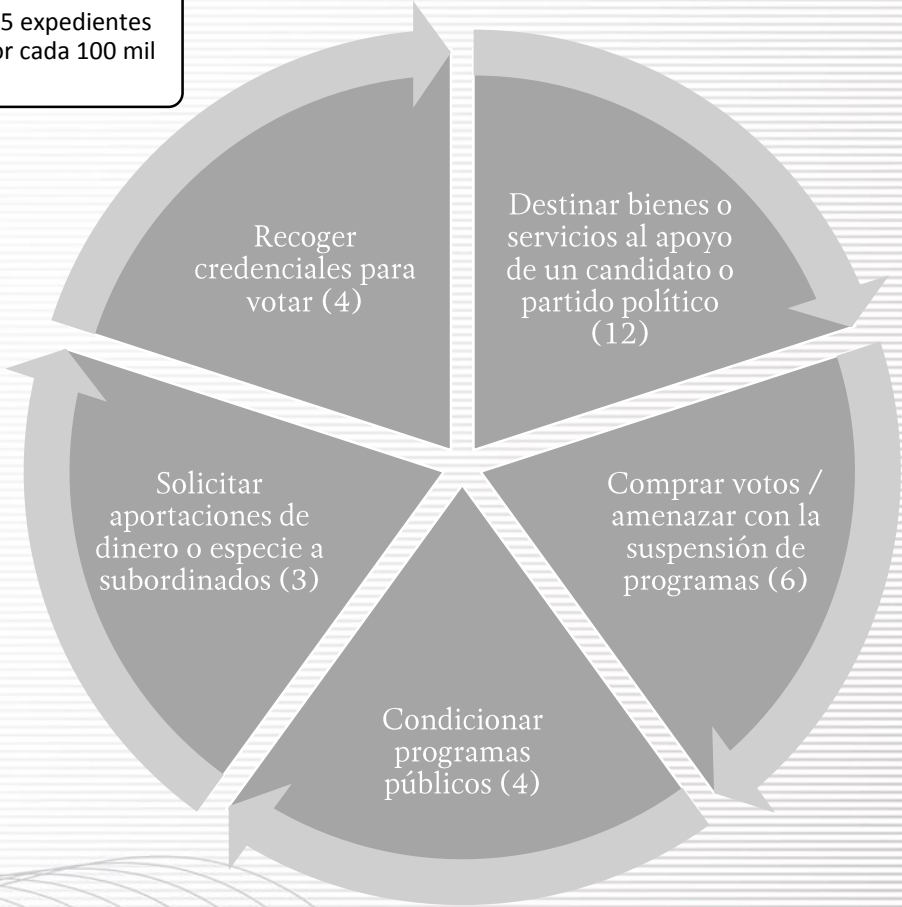 5 expedientes
or cada 100 mil
Destinar bienes o
servicios al apoyo
de un candidato o
partido político
(12)
Comprar votos /
amenazar con la
suspensión de
programas (6)
Condicionar
programas
públicos (4)
Solicitar
aportaciones de
dinero o especie a
subordinados (3)
Recoger
credenciales para
votar (4)